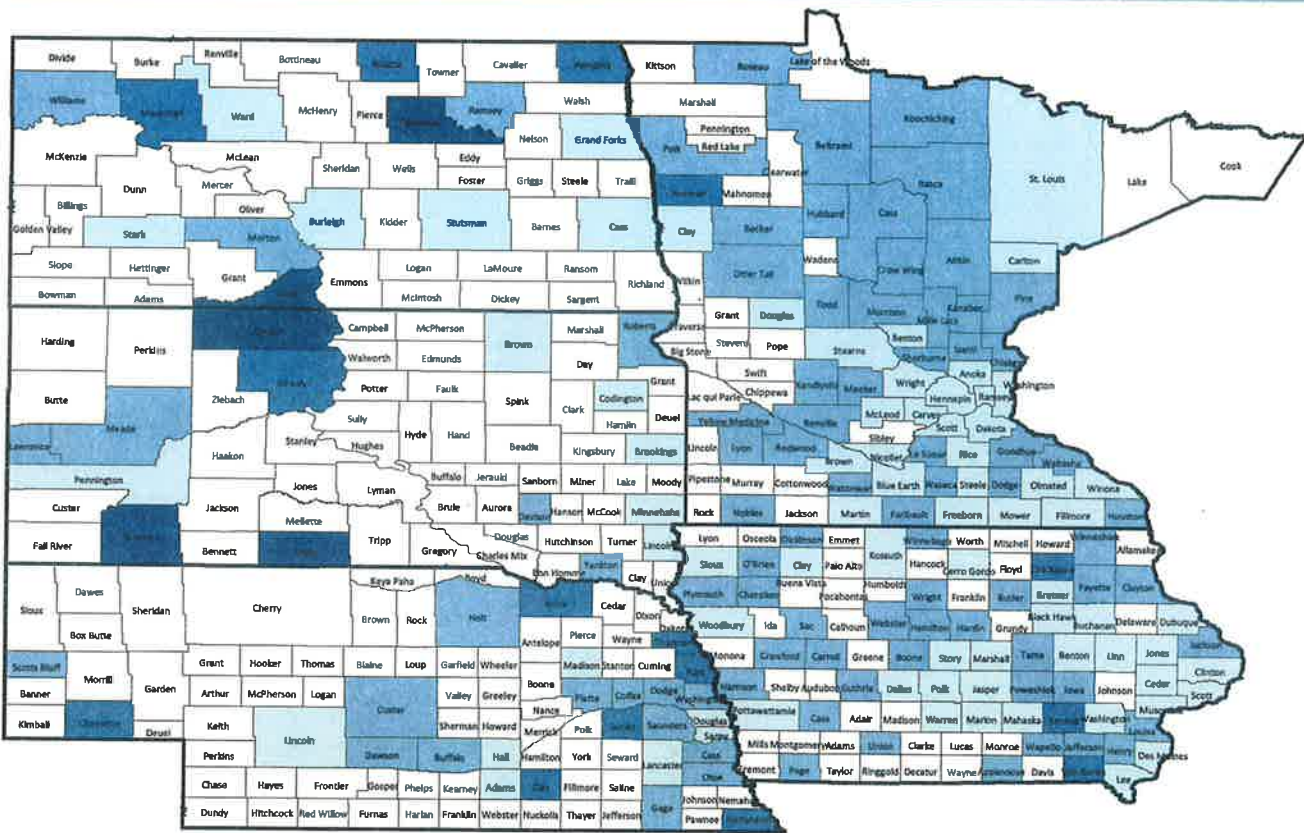 Divide
Burke
Renville
Bottineau
Rolette
Towner
Cavalier
Pembina
Kittson
Roseau
Lake of the Woods
Williams
Mountrail
Ward
McHenry
Pierce
Ramsey
Walsh
Marshall
Koochiching
McKenzie
McLean
Sheridan
Wells
Eddy
Foster
Nelson
Grand Forks
Griggs
Steele
Traill
Polk
Pennington
Red Lake
Clearwater
Beltrami
Itasca
St. Louis
Lake
Cook
Dunn
Mercer
Oliver
Billings
Golden Valley
Stark
Morton
Burleigh
Kidder
Stutsman
Barnes
Cass
Norman
Mahnomen
Clay
Becker
Hubbard
Cass
Slope
Hettinger
Grant
Bowman
Adams
Emmons
Logan
LaMoure
Ransom
Richland
McIntosh
Dickey
Sargent
Wilkin
Otter Tail
Wadena
Crow Wing
Aitkin
Carlton
Pine
Harding
Perkins
Campbell
McPherson
Brown
Marshall
Roberts
Walworth
Edmunds
Day
Traverse
Grant
Douglas
Todd
Morrison
Mille Lacs
Kanabec
Big Stone
Stevens
Pope
Stearns
Benton
Sherburne
Isanti
Butte
Ziebach
Dewey
Potter
Faulk
Spink
Grant
Codington
Clark
Deuel
Hamlin
Swift
Chippewa
Lac qui Parle
Kandiyohi
Meeker
Wright
Anoka
Washington
Hennepin
Ramsey
Lawrence
Meade
Sully
Hyde
Hand
Beadle
Kingsbury
Brookings
Yellow Medicine
Renville
McLeod
Carver
Scott
Dakota
Sibley
Lincoln
Lyon
Redwood
Brown
Nicollet
Le Sueur
Rice
Goodhue
Wabasha
Pennington
Haakon
Stanley
Hughes
Jones
Lyman
Buffalo
Jerauld
Sanborn
Miner
Lake
Moody
Pipestone
Murray
Cottonwood
Watonwan
Blue Earth
Waseca
Steele
Dodge
Olmsted
Winona
Custer
Jackson
Mellette
Brule
Aurora
Davison
Hanson
McCook
Minnehaha
Rock
Nobles
Jackson
Martin
Faribault
Freeborn
Mower
Fillmore
Houston
Fall River
Bennett
Todd
Tripp
Gregory
Charles Mix
Douglas
Hutchinson
Turner
Lincoln
Bon Homme
Yankton
Clay
Union
Lyon
Osceola
Dickinson
Emmet
Kossuth
Winnebago
Worth
Mitchell
Howard
Winneshiek
Allamakee
Sioux
O'Brien
Clay
Palo Alto
Hancock
Cerro Gordo
Floyd
Chickasaw
Plymouth
Cherokee
Buena Vista
Pocahontas
Humboldt
Wright
Franklin
Butler
Bremer
Fayette
Clayton
Sioux
Dawes
Box Butte
Sheridan
Cherry
Keya Paha
Boyd
Brown
Rock
Holt
Knox
Cedar
Dixon
Dakota
Antelope
Pierce
Wayne
Woodbury
Ida
Sac
Calhoun
Webster
Hamilton
Hardin
Grundy
Black Hawk
Buchanan
Delaware
Dubuque
Scotts Bluff
Morrill
Garden
Banner
Kimball
Cheyenne
Deuel
Grant
Hooker
Thomas
Blaine
Loup
Garfield
Wheeler
Arthur
McPherson
Logan
Custer
Valley
Greeley
Boone
Madison
Stanton
Cuming
Thurston
Burt
Monona
Crawford
Carroll
Greene
Boone
Story
Marshall
Tama
Benton
Linn
Jones
Jackson
Clinton
Cedar
Scott
Keith
Lincoln
Sherman
Howard
Nance
Merrick
Platte
Colfax
Dodge
Washington
Polk
Butler
Saunders
Douglas
Sarpy
Harrison
Shelby
Audubon
Guthrie
Dallas
Polk
Jasper
Poweshiek
Iowa
Johnson
Muscatine
Perkins
Dawson
Buffalo
Hall
Hamilton
York
Seward
Lancaster
Cass
Otoe
Pottawattamie
Cass
Adair
Madison
Warren
Marion
Mahaska
Keokuk
Washington
Louisa
Chase
Hayes
Frontier
Gosper
Phelps
Kearney
Adams
Clay
Fillmore
Saline
Gage
Johnson
Nemaha
Mills
Montgomery
Adams
Union
Clarke
Lucas
Monroe
Wapello
Jefferson
Henry
Des Moines
Dundy
Hitchcock
Red Willow
Furnas
Harlan
Franklin
Webster
Nuckolls
Thayer
Jefferson
Pawnee
Richardson
Fremont
Page
Taylor
Ringgold
Decatur
Wayne
Appanoose
Davis
Van Buren
Lee